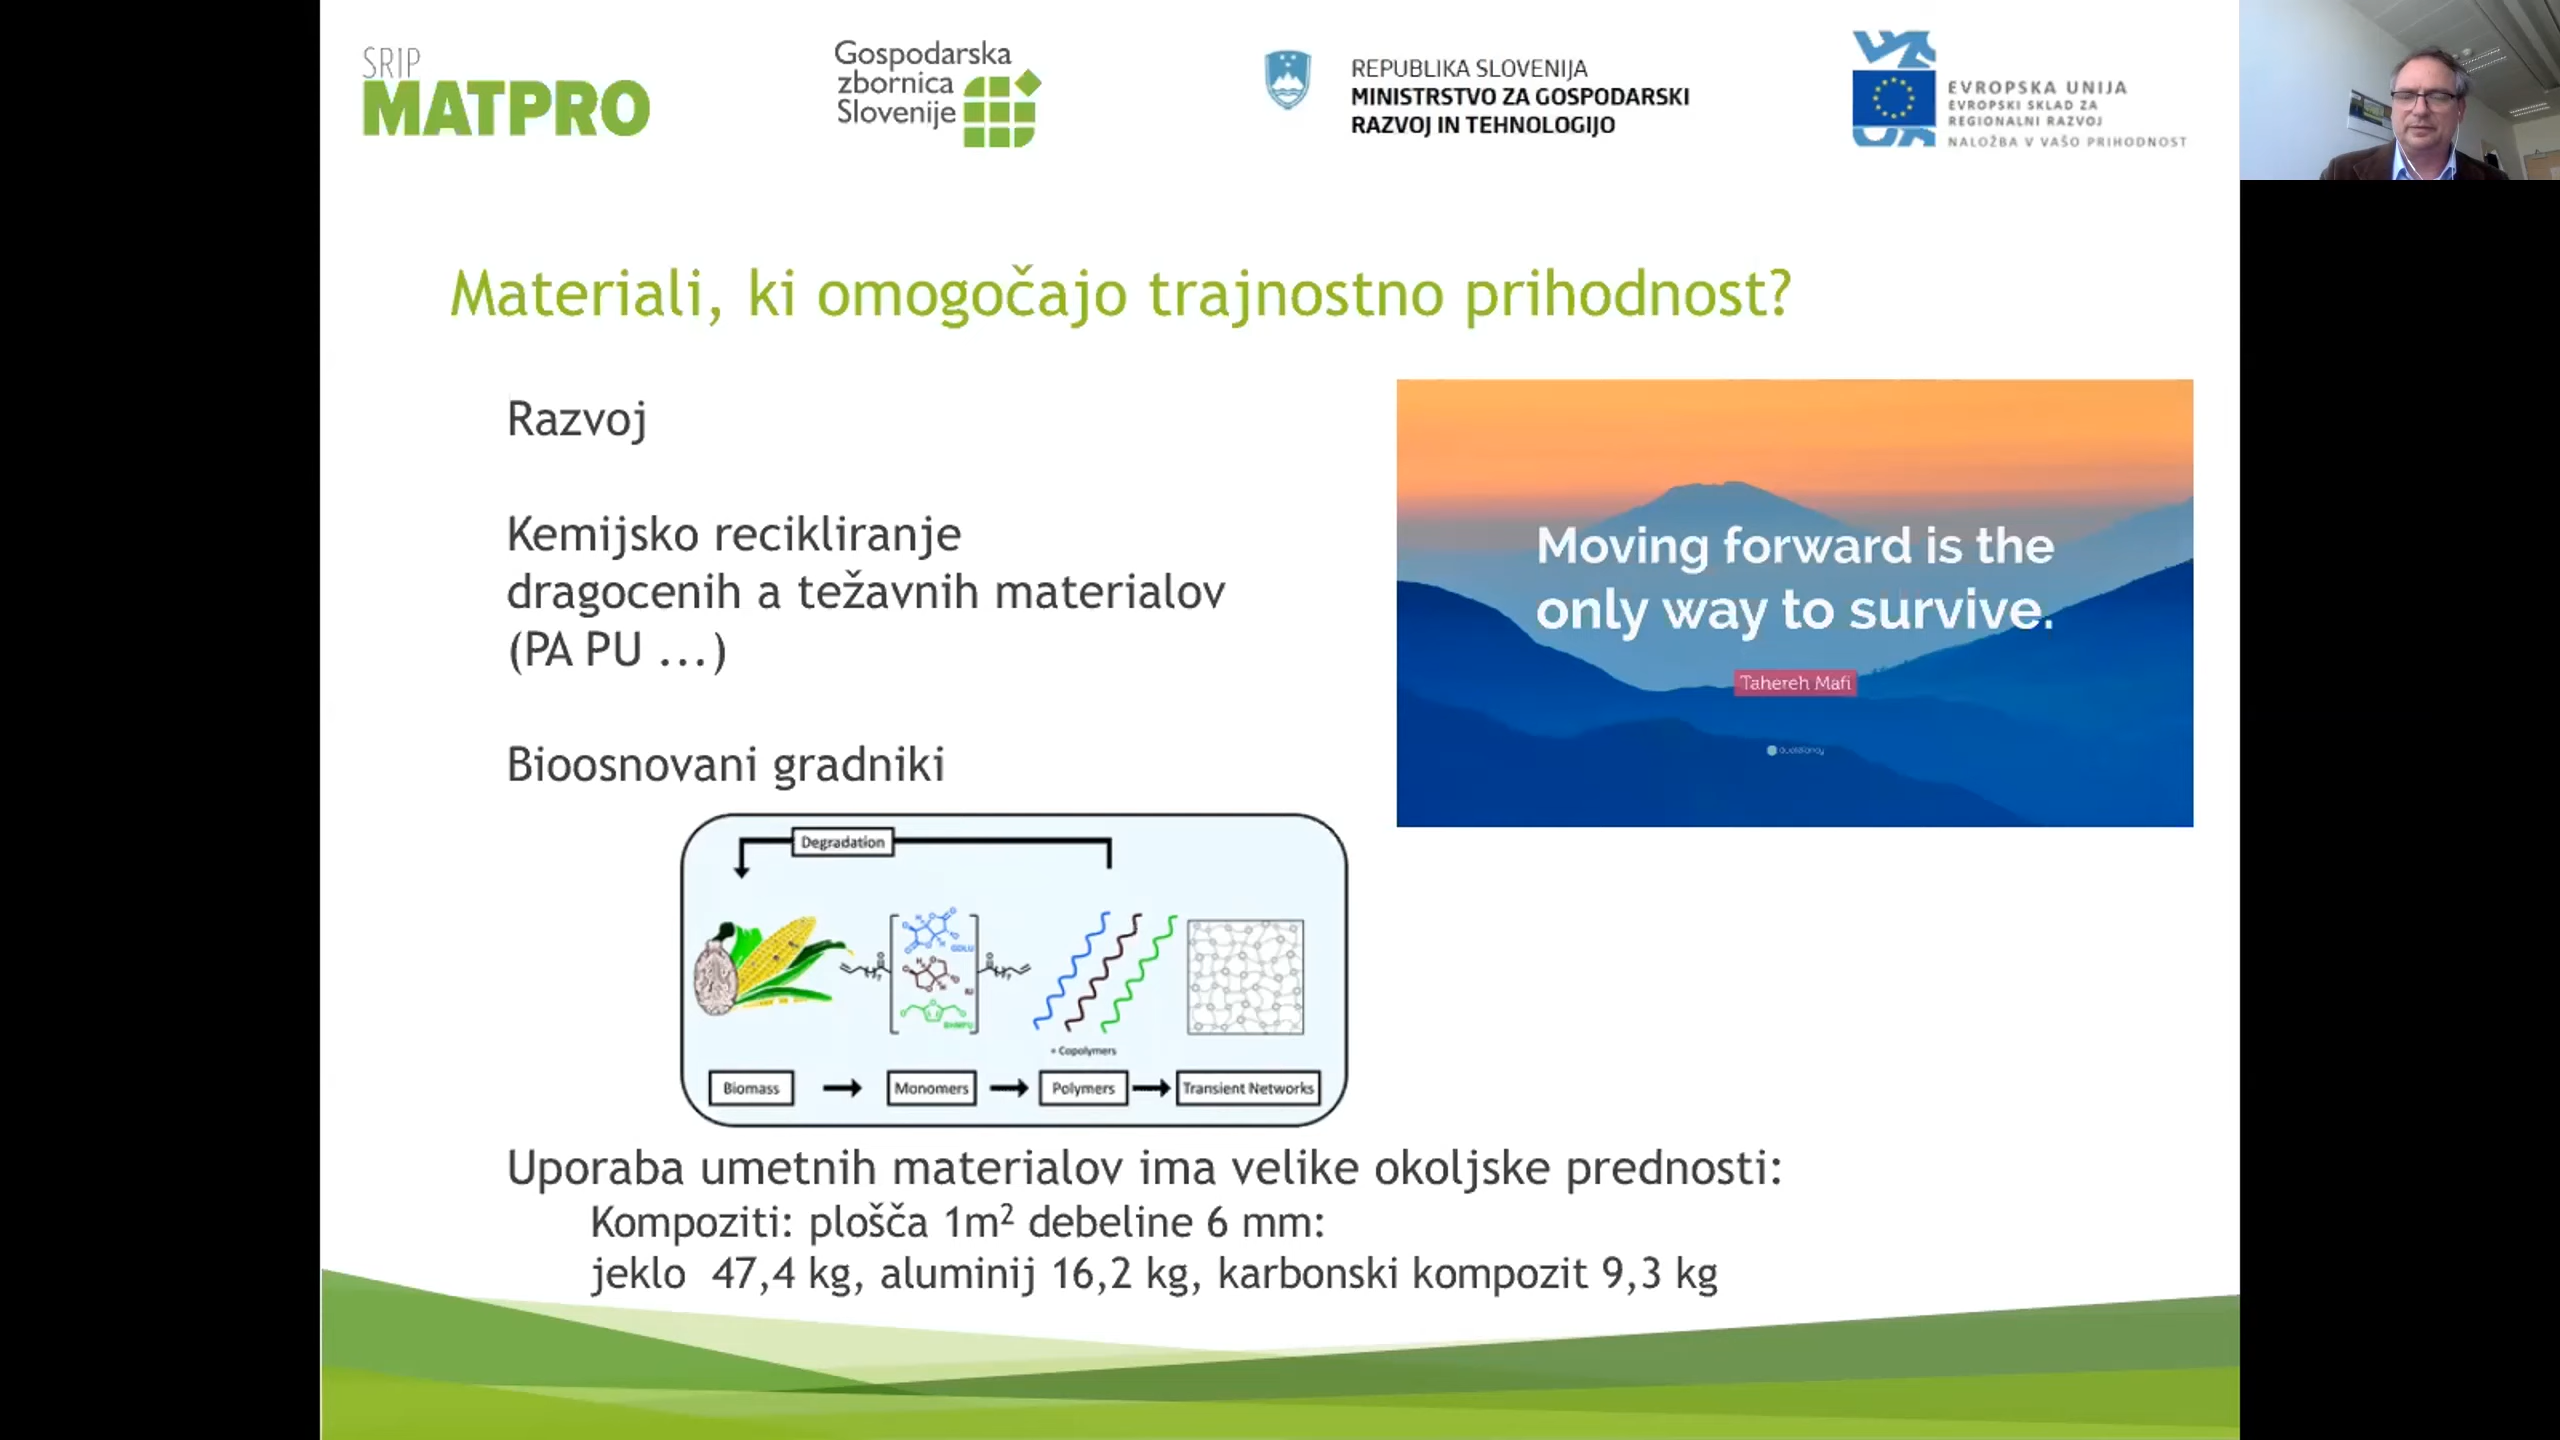 SRIP
MATPRO
Gospodarska
zbornica
Slovenije
REPUBLIKA SLOVENIJA
MINISTRSTVO ZA GOSPODARSKI
RAZVOJ IN TEHNOLOGIJO
EVROPSKA UNIJA
EVROPSKI SKLAD ZA
REGIONALNI RAZVOJ
NALOŽBA V VAŠO PRIHODNOST
Materiali, ki omogočajo trajnostno prihodnost?
Razvoj
Kemijsko recikliranje
dragocenih a težavnih materialov
(PA PU ...)
Moving forward is the
only way to survive.
Tahereh Mafi
quotefancy
Bioosnovani gradniki
Degradation
GDLU
BHMFU
+ Copolymers
Biomass
Monomers
Polymers
Transient Networks
Uporaba umetnih materialov ima velike okoljske prednosti:
Kompoziti: plošča 1m² debeline 6 mm:
jeklo 47,4 kg, aluminij 16,2 kg, karbonski kompozit 9,3 kg